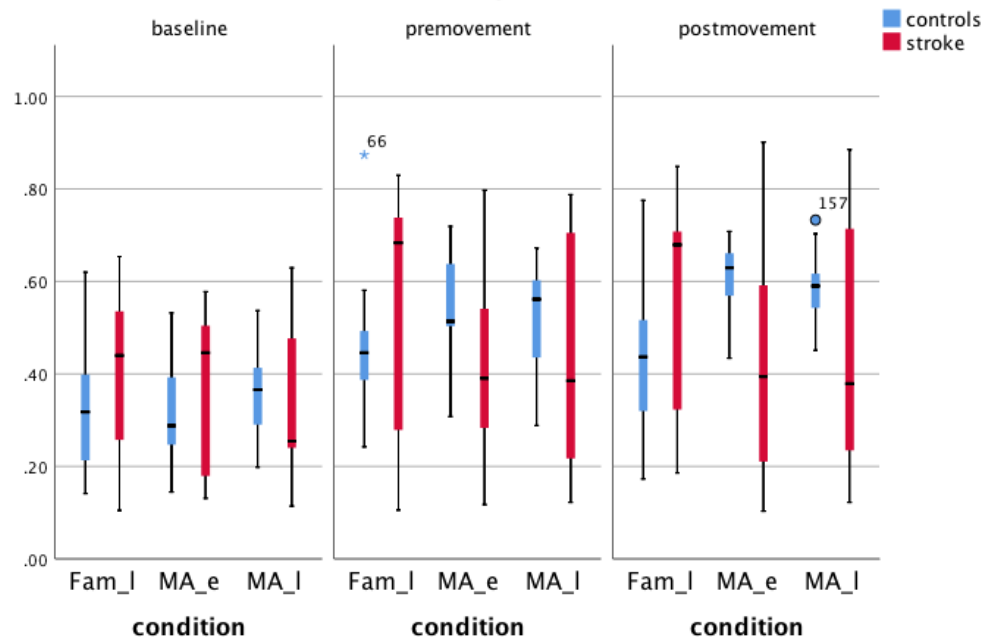 baseline premovement postmovement
controls
stroke
1.00
.80
.60
.40
.20
.00
66
157
Fam_l MA_e MA_l Fam_l MA_e MA_l Fam_l MA_e MA_l
condition condition condition